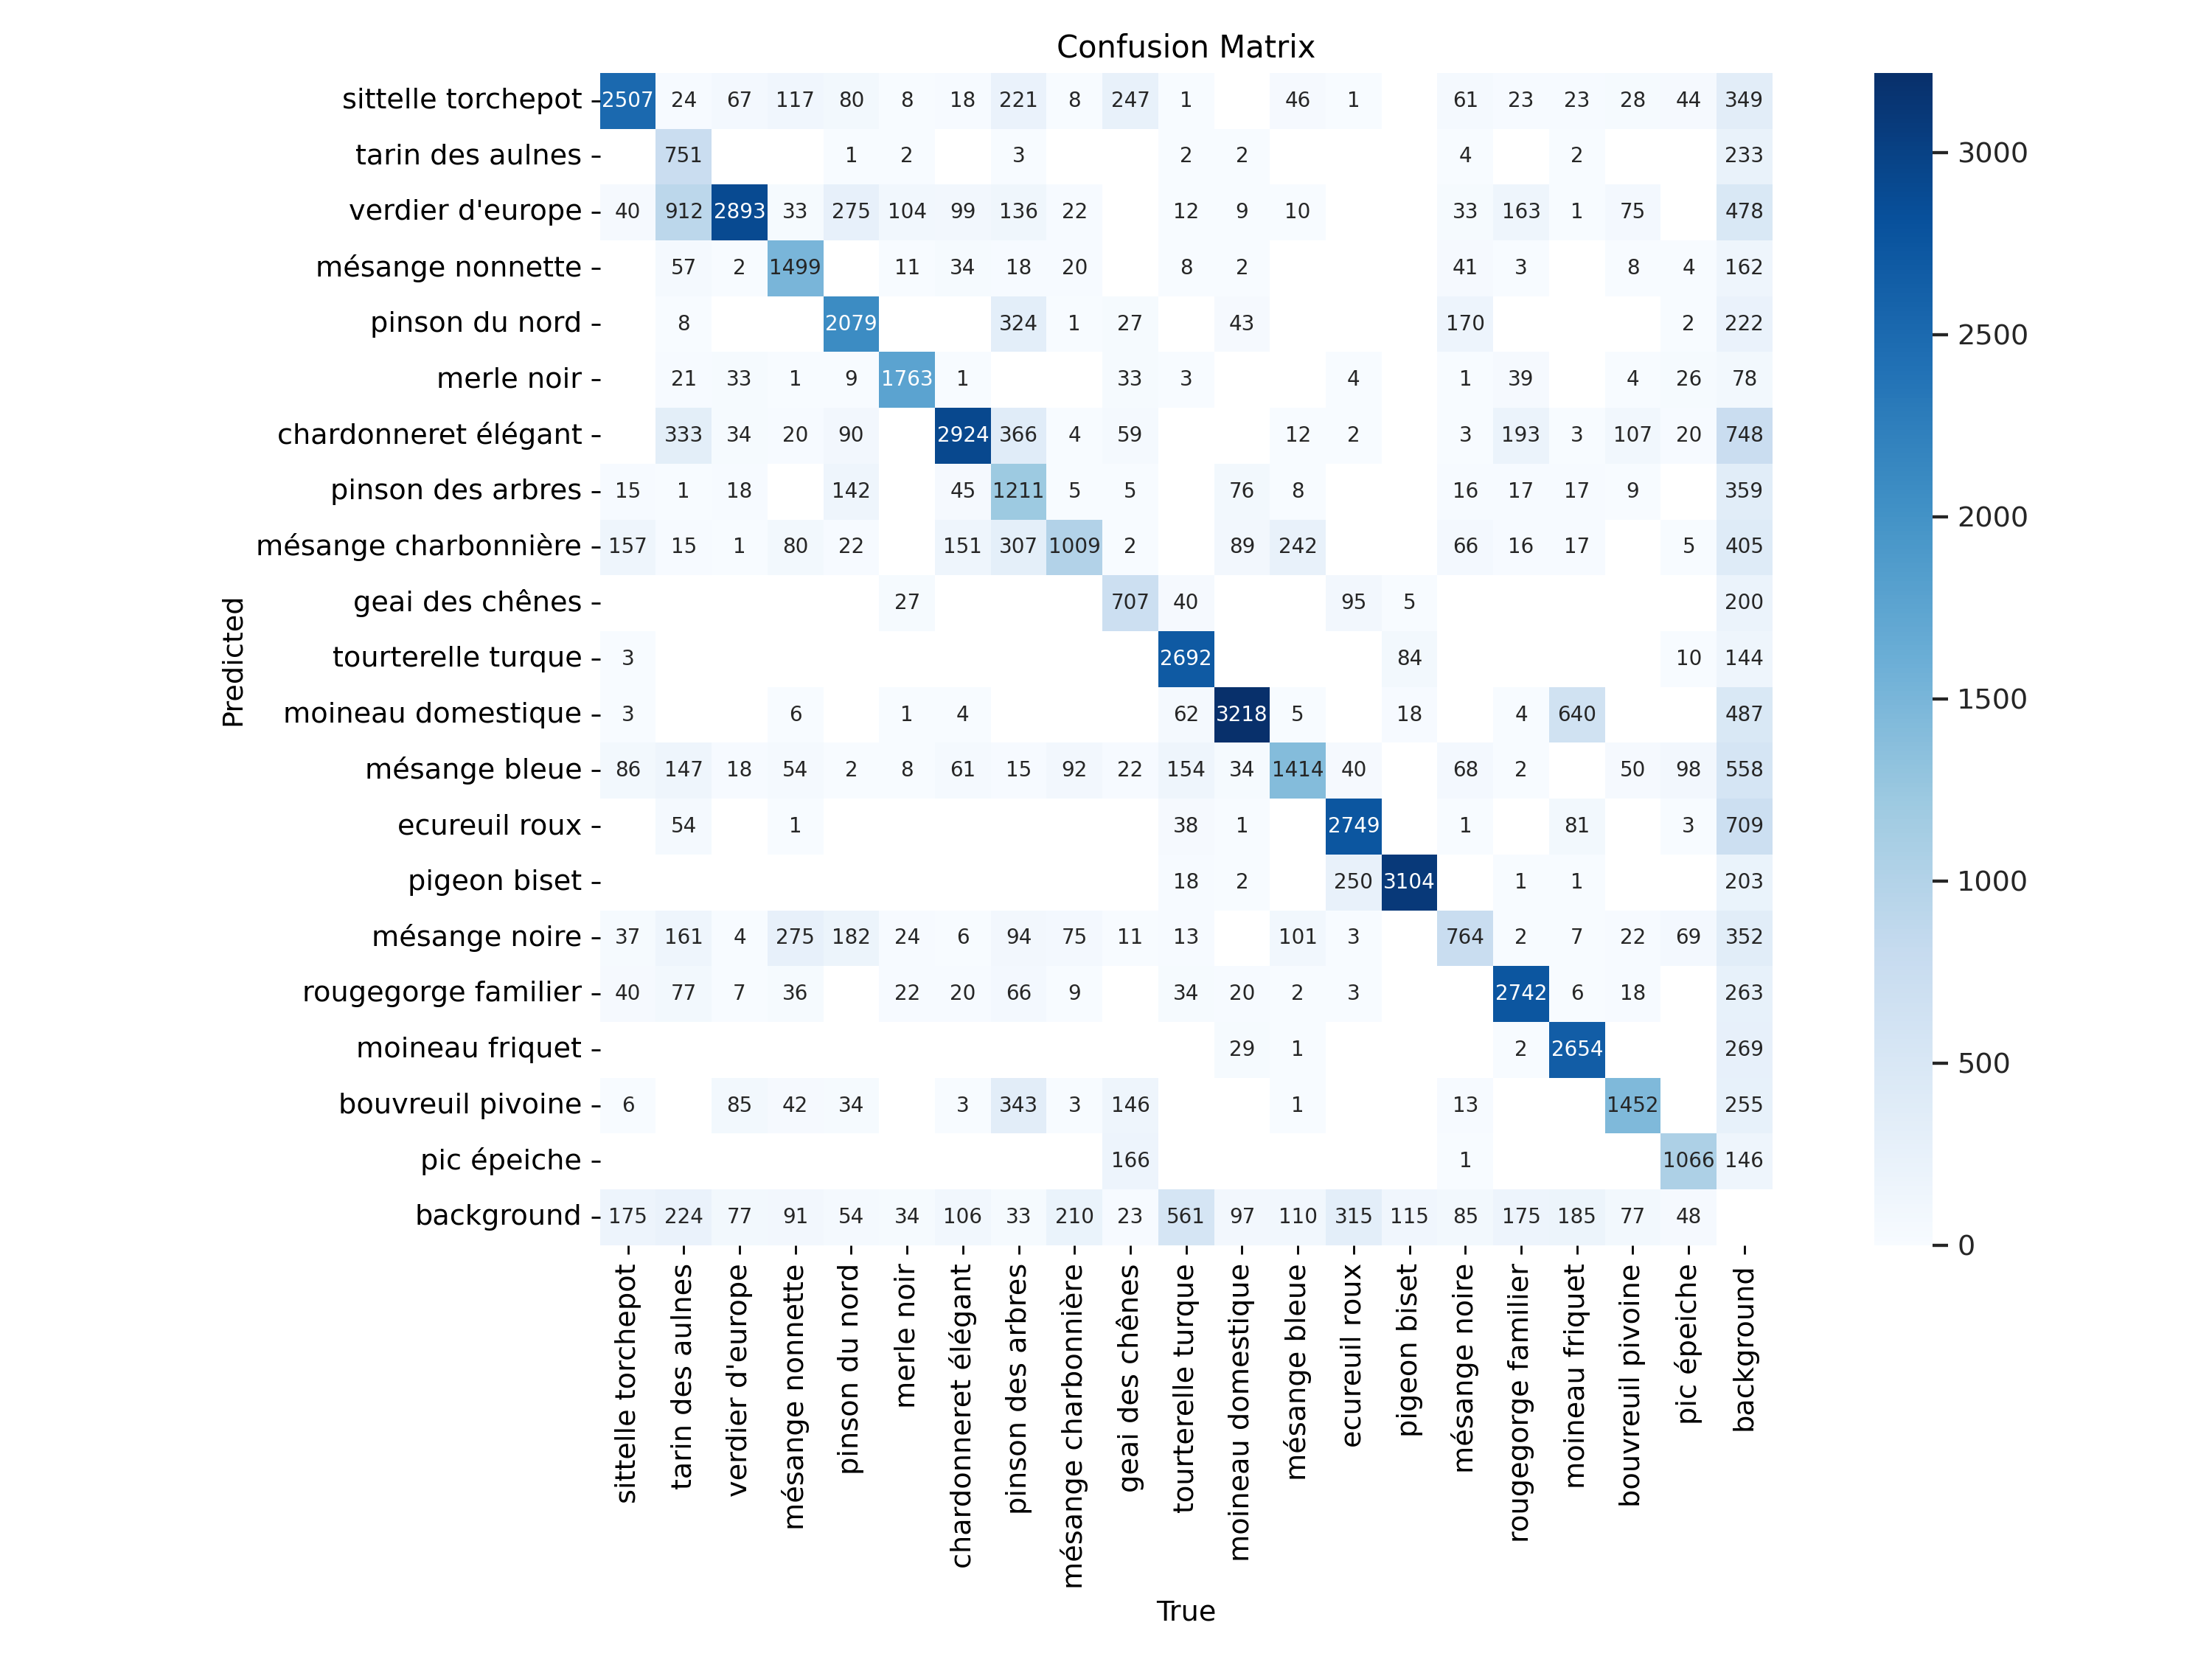 Confusion Matrix
sittelle torchepot 2507 24 67 117 80 8 18 221 8 247 1 46 1 61 23 23 28 44 349
tarin des aulnes 751 1 2 3 2 2 4 2 233
verdier d'europe 40 912 2893 33 275 104 99 136 22 12 9 10 33 163 1 75 478
mésange nonnette 57 2 1499 11 34 18 20 8 2 41 3 8 4 162
pinson du nord 8 2079 324 1 27 43 170 2 222
merle noir 21 33 1 9 1763 1 33 3 4 1 39 4 26 78
chardonneret élégant 333 34 20 90 2924 366 4 59 12 2 3 193 3 107 20 748
pinson des arbres 15 1 18 142 45 1211 5 5 76 8 16 17 17 9 359
mésange charbonnière 157 15 1 80 22 151 307 1009 2 89 242 66 16 17 5 405
geai des chênes 27 707 40 95 5 200
tourterelle turque 3 2692 84 10 144
moineau domestique 3 6 1 4 62 3218 5 18 4 640 487
mésange bleue 86 147 18 54 2 8 61 15 92 22 154 34 1414 40 68 2 50 98 558
ecureuil roux 54 1 38 1 2749 1 81 3 709
pigeon biset 18 2 250 3104 1 1 203
mésange noire 37 161 4 275 182 24 6 94 75 11 13 101 3 764 2 7 22 69 352
rougegorge familier 40 77 7 36 22 20 66 9 34 20 2 3 2742 6 18 263
moineau friquet 29 1 2 2654 269
bouvreuil pivoine 6 85 42 34 3 343 3 146 1 13 1452 255
pic épeiche 166 1 1066 146
background 175 224 77 91 54 34 106 33 210 23 561 97 110 315 115 85 175 185 77 48
Predicted
sittelle torchepot
tarin des aulnes
verdier d'europe
mésange nonnette
pinson du nord
merle noir
chardonneret élégant
pinson des arbres
mésange charbonnière
geai des chênes
tourterelle turque
moineau domestique
mésange bleue
ecureuil roux
pigeon biset
mésange noire
rougegorge familier
moineau friquet
bouvreuil pivoine
pic épeiche
background
True
3000
2500
2000
1500
1000
500
0